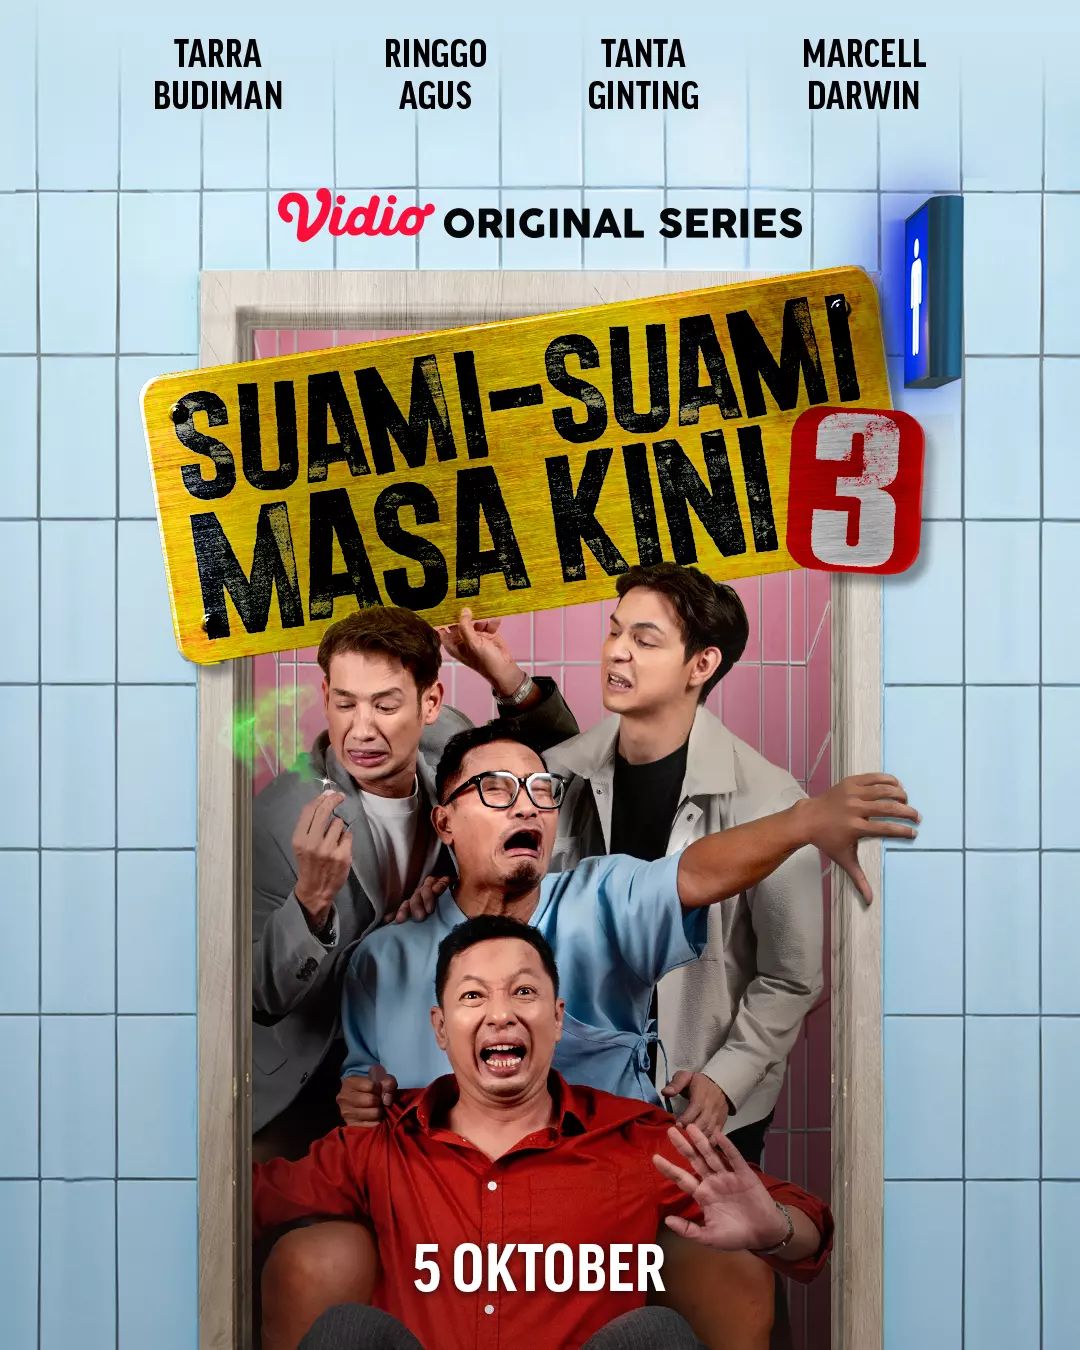 TARRA BUDIMAN
RINGGO AGUS
TANTA GINTING
MARCELL DARWIN
Vidio ORIGINAL SERIES
SUAMI-SUAMI
MASA KINI 3
5 OKTOBER